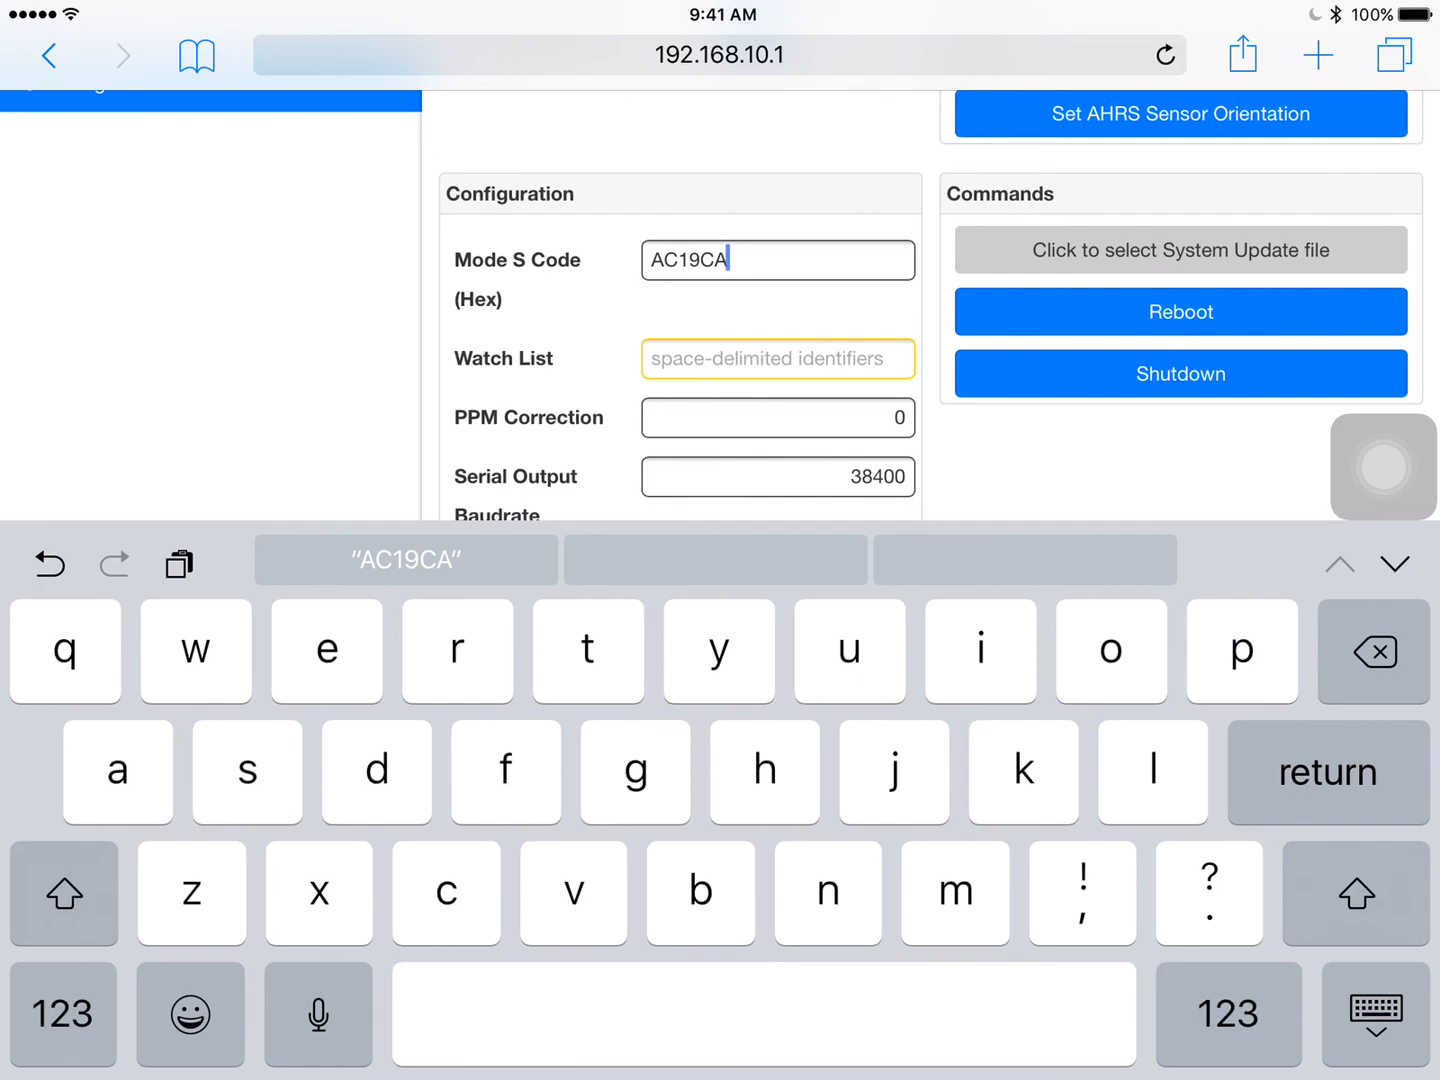 9:41 AM
100%
192.168.10.1
Set AHRS Sensor Orientation
Configuration
Commands
Mode S Code
(Hex)
AC19CA
Click to select System Update file
Reboot
Watch List
space-delimited identifiers
Shutdown
PPM Correction
0
Serial Output
Baudrate
38400
“AC19CA”
q w e r t y u i o p
a s d f g h j k l return
z x c v b n m ! , ? .
123 123